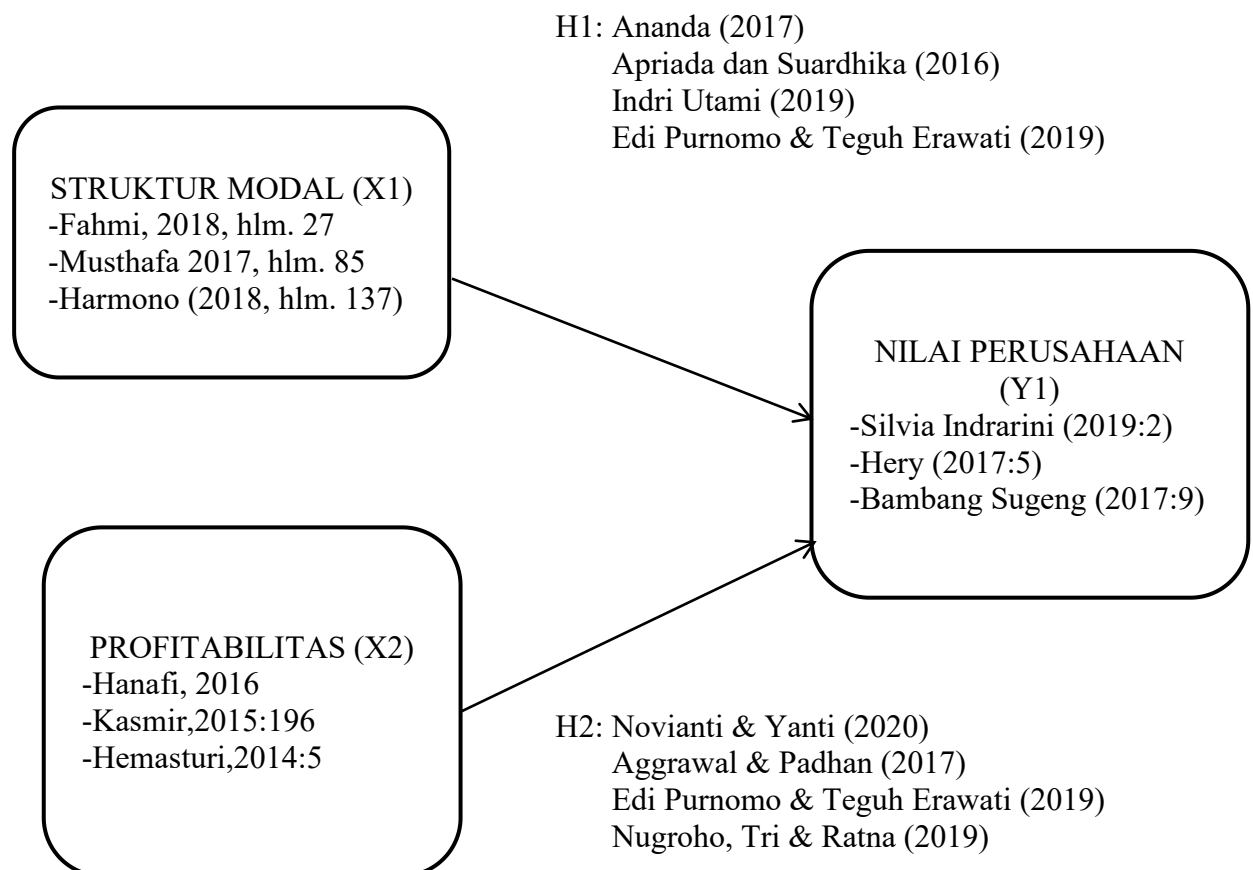 H1: Ananda (2017)
Apriada dan Suardhika (2016)
Indri Utami (2019)
Edi Purnomo & Teguh Erawati (2019)
STRUKTUR MODAL (X1)
-Fahmi, 2018, hlm. 27
-Musthafa 2017, hlm. 85
-Harmono (2018, hlm. 137)
NILAI PERUSAHAAN
(Y1)
-Silvia Indrarini (2019:2)
-Hery (2017:5)
-Bambang Sugeng (2017:9)
PROFITABILITAS (X2)
-Hanafi, 2016
-Kasmir,2015:196
-Hemasturi,2014:5
H2: Novianti & Yanti (2020)
Aggrawal & Padhan (2017)
Edi Purnomo & Teguh Erawati (2019)
Nugroho, Tri & Ratna (2019)